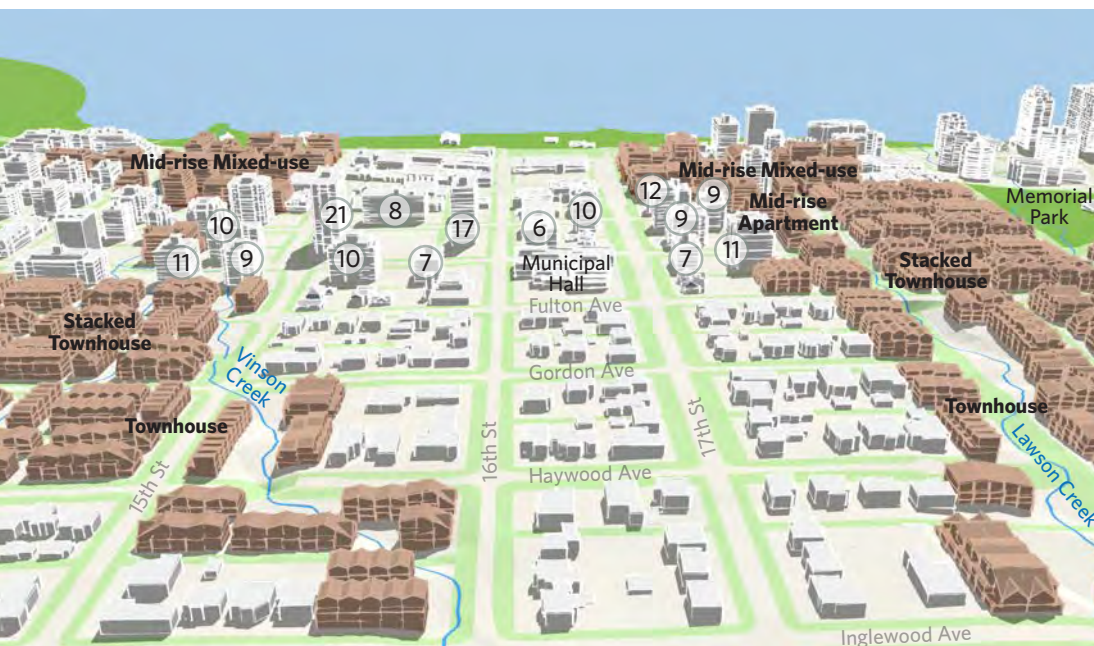 Mid-rise Mixed-use
Mid-rise Mixed-use
12
9
Mid-rise
Apartment
Memorial
Park
10
21
8
17
6
10
9
11
9
10
7
7
11
Municipal
Hall
Stacked
Townhouse
Fulton Ave
Stacked
Townhouse
Vinson
Creek
Gordon Ave
Townhouse
Townhouse
15th St
16th St
17th St
Haywood Ave
Lawson Creek
Inglewood Ave